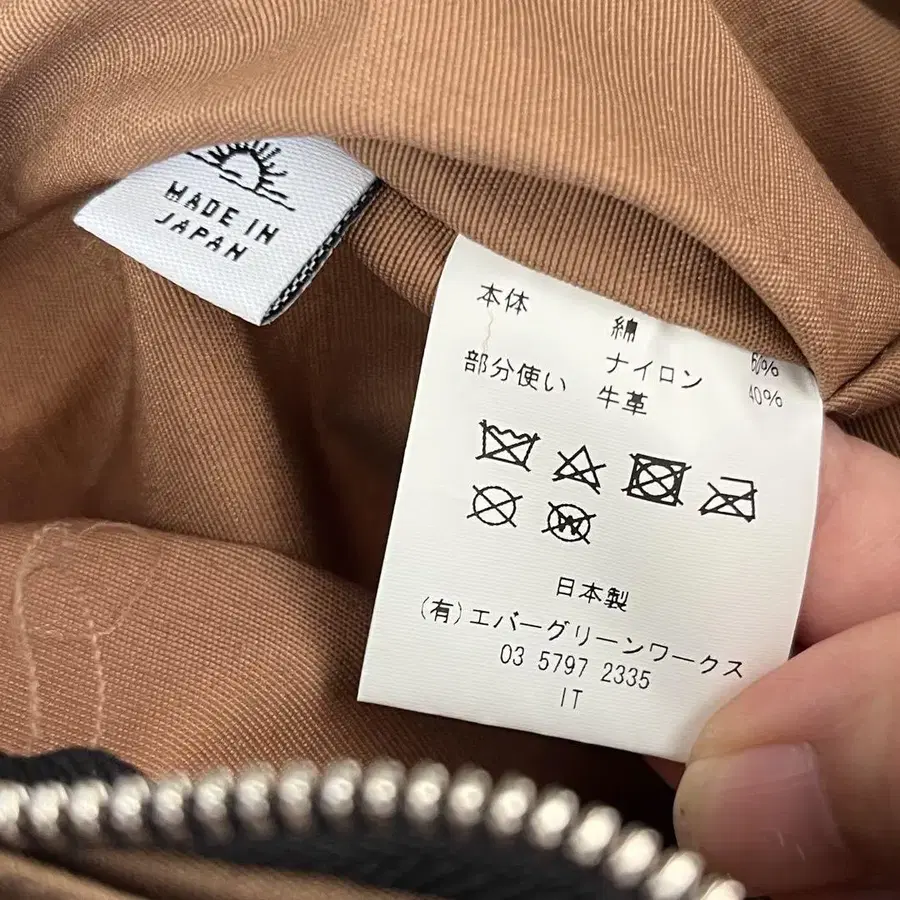 MADE IN
JAPAN
本体 綿 60%
ナイロン 40%
部分使い 牛革
日本製
(有)エバーグリーンワークス
03 5797 2335
IT